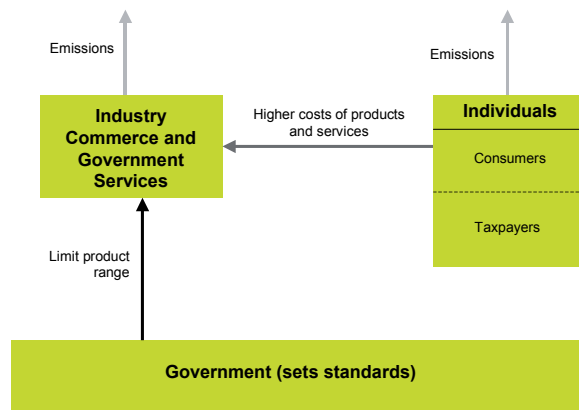 Emissions
Emissions
Industry
Commerce and
Government
Services
Higher costs of products
and services
Individuals
Consumers
Taxpayers
Limit product
range
Government (sets standards)